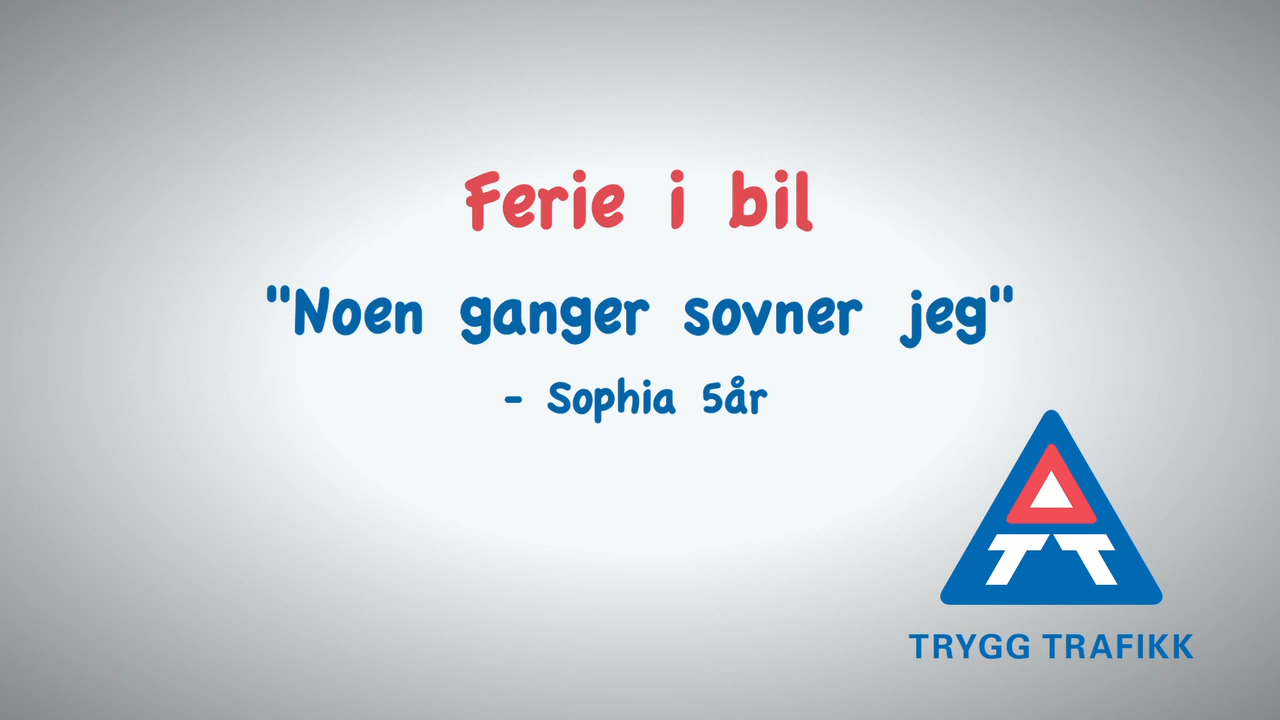 Ferie i bil
"Noen ganger sovner jeg"
- Sophia 5år
TRYGG TRAFIKK